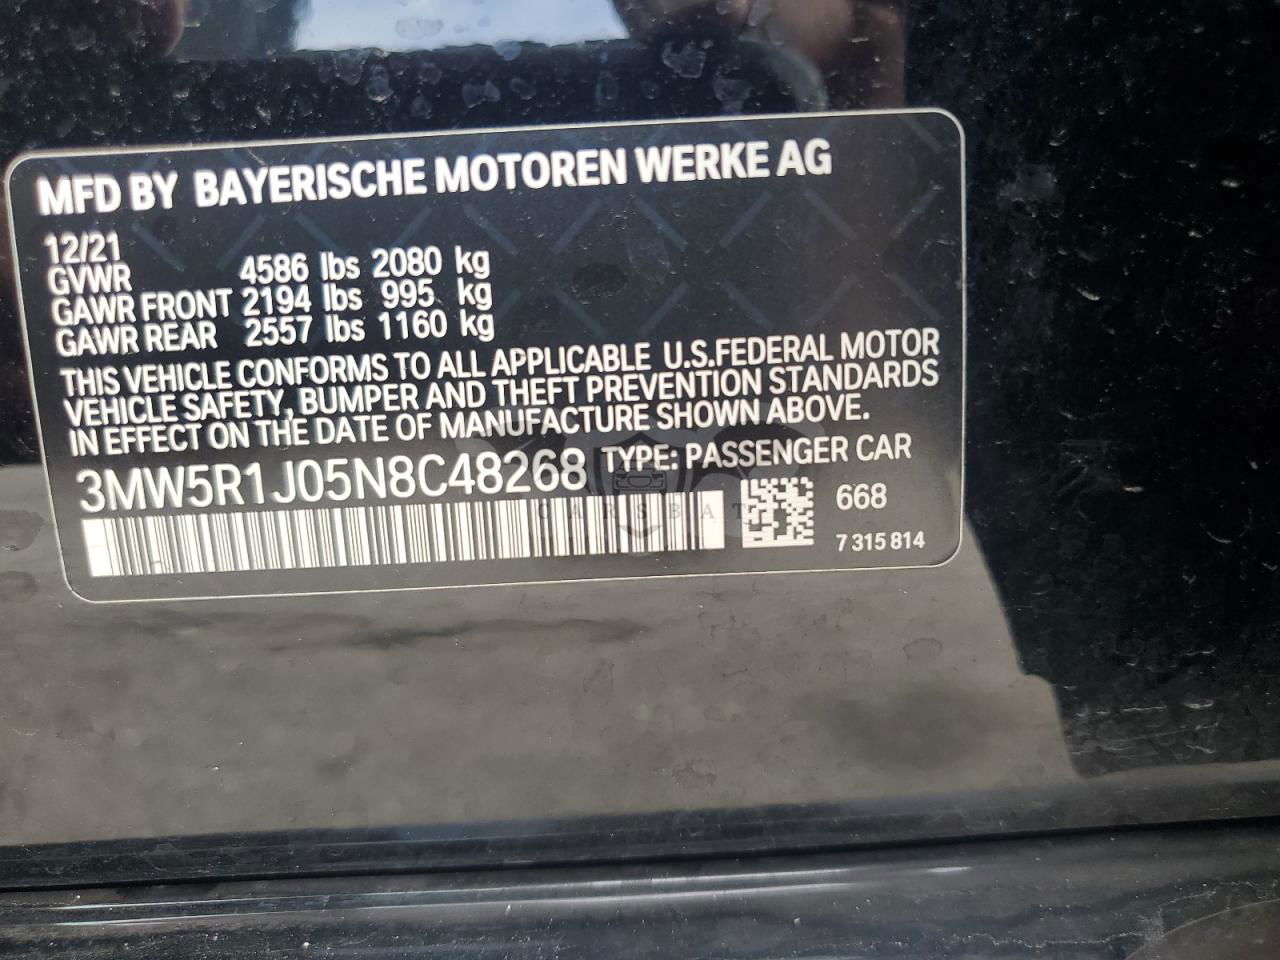 MFD BY BAYERISCHE MOTOREN WERKE AG
12/21
GVWR 4586 lbs 2080 kg
GAWR FRONT 2194 lbs 995 kg
GAWR REAR 2557 lbs 1160 kg
THIS VEHICLE CONFORMS TO ALL APPLICABLE U.S.FEDERAL MOTOR
VEHICLE SAFETY, BUMPER AND THEFT PREVENTION STANDARDS
IN EFFECT ON THE DATE OF MANUFACTURE SHOWN ABOVE.
3MW5R1J05N8C48268 TYPE: PASSENGER CAR
668
7 315 814
CARSBAT